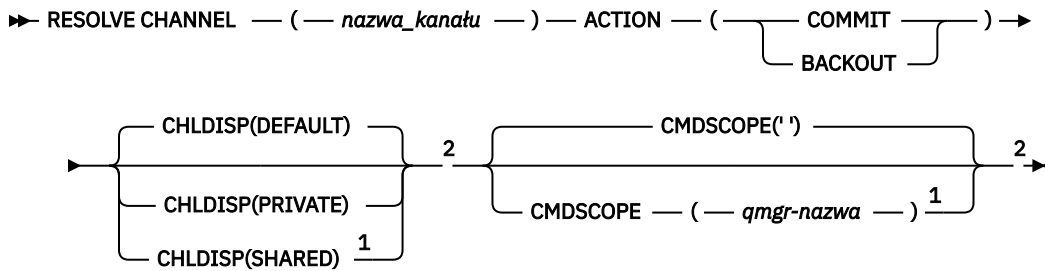 RESOLVE CHANNEL ( nazwa_kanału ) ACTION ( COMMIT )
BACKOUT
CHLDISP(DEFAULT) CMDSCOPE(' ')
2 2
CHLDISP(PRIVATE) CMDSCOPE ( qmgr-nazwa ) 1
CHLDISP(SHARED) 1